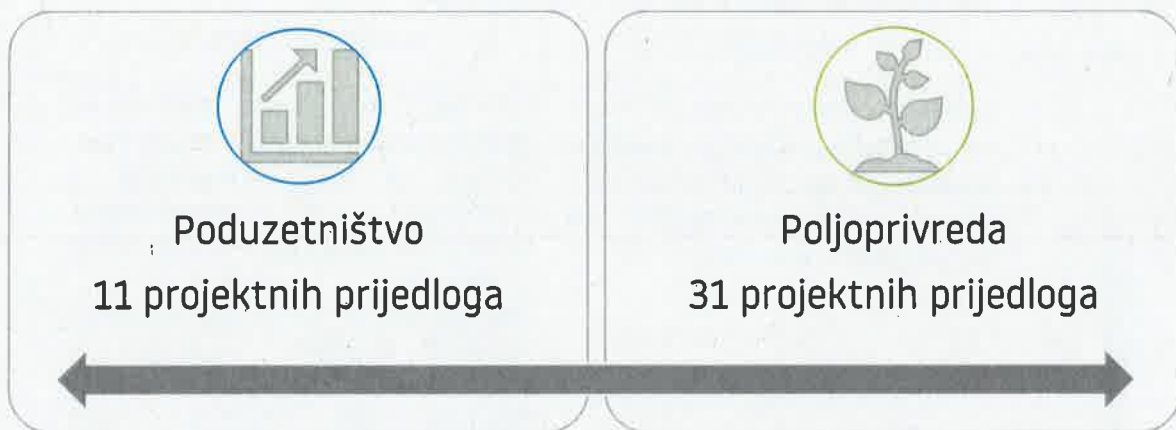 Poduzetništvo
11 projektnih prijedloga
Poljoprivreda
31 projektnih prijedloga